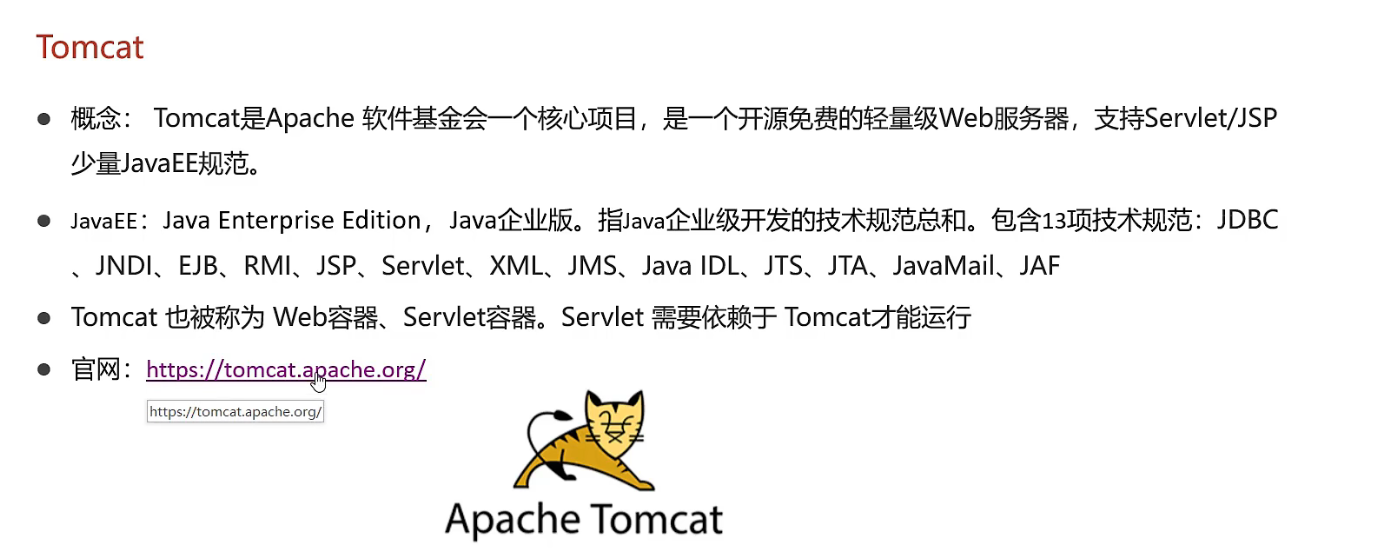 Tomcat
● 概念： Tomcat是Apache 软件基金会一个核心项目，是一个开源免费的轻量级Web服务器，支持Servlet/JSP
少量JavaEE规范。
● JavaEE：Java Enterprise Edition，Java企业版。指Java企业级开发的技术规范总和。包含13项技术规范：JDBC
、JNDI、EJB、RMI、JSP、Servlet、XML、JMS、Java IDL、JTS、JTA、JavaMail、JAF
● Tomcat 也被称为 Web容器、Servlet容器。Servlet 需要依赖于 Tomcat才能运行
● 官网：https://tomcat.apache.org/
https://tomcat.apache.org/
Apache Tomcat